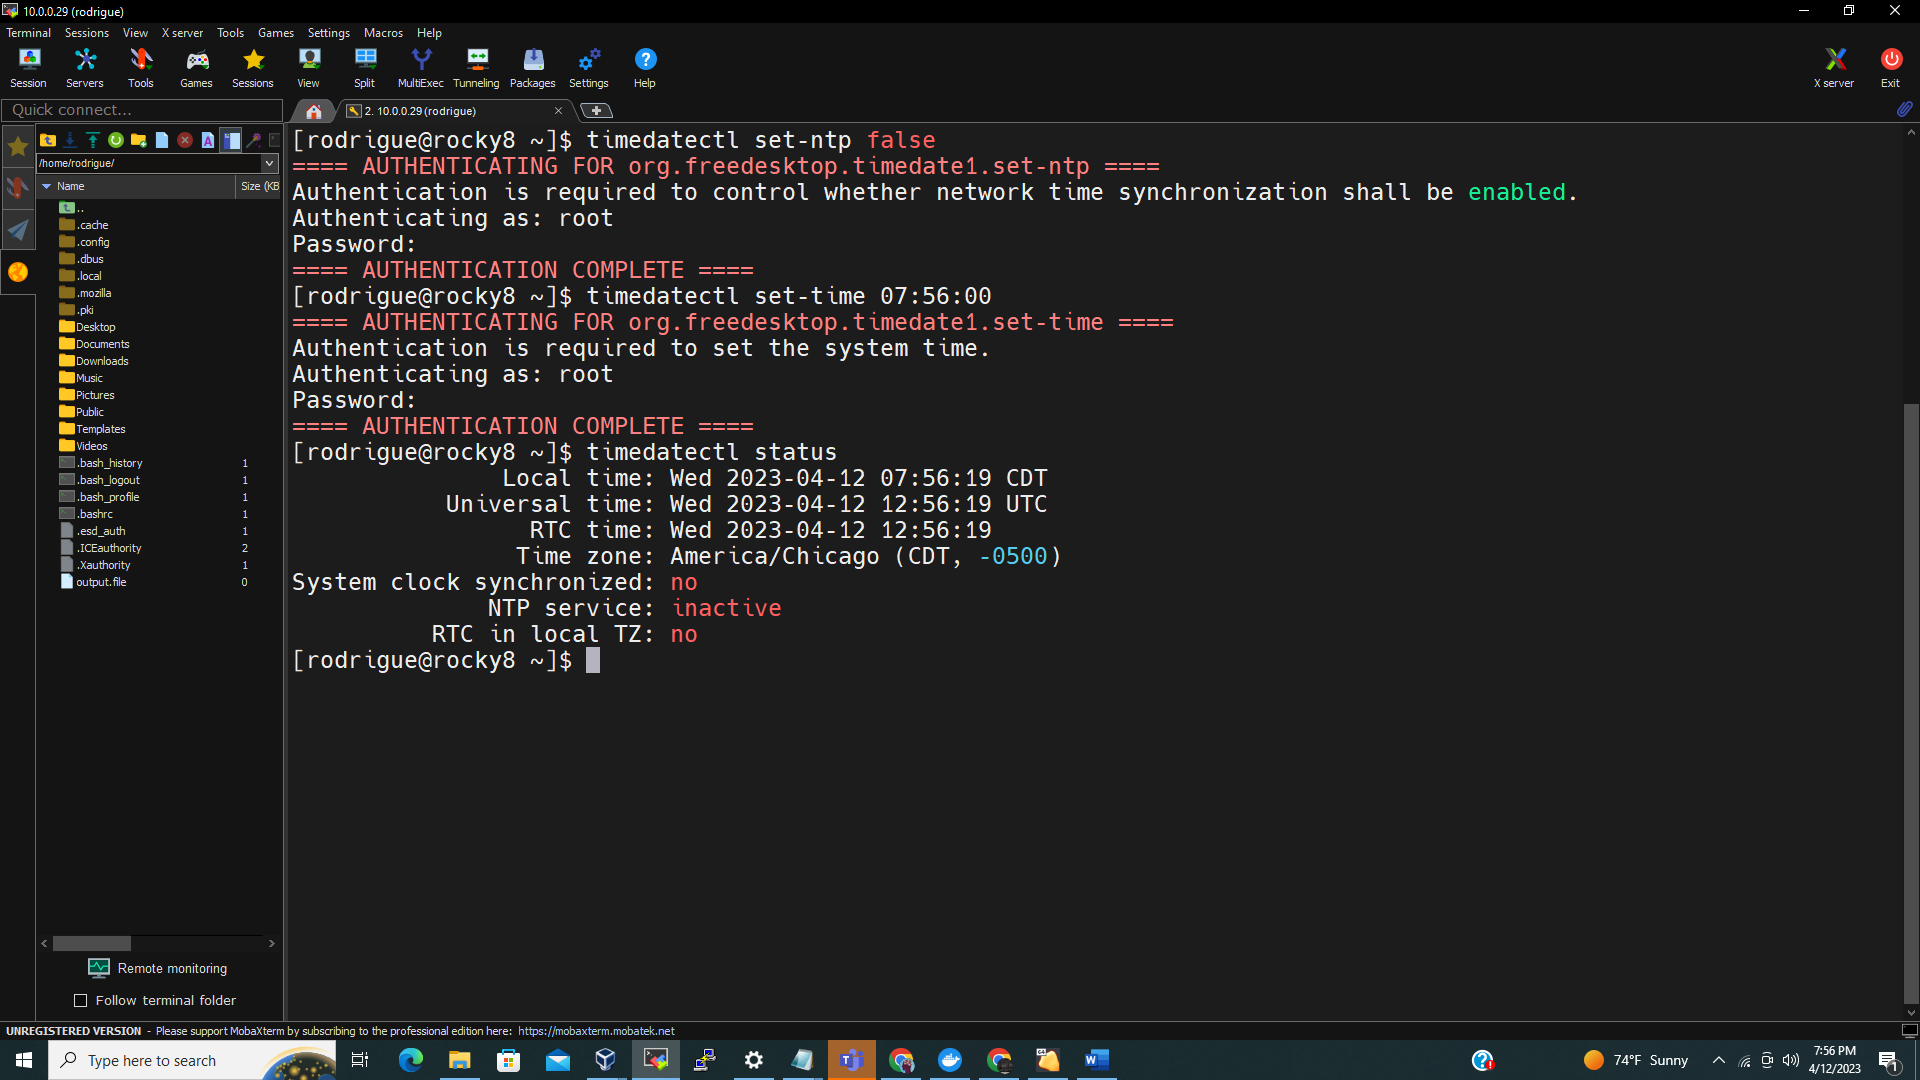 10.0.0.29 (rodrigue)
Terminal Sessions View X server Tools Games Settings Macros Help
Session Servers Tools Games Sessions View Split MultiExec Tunneling Packages Settings Help X server Exit
Quick connect...
2. 10.0.0.29 (rodrigue)
/home/rodrigue/
Name Size (KB
..
.cache
.config
.dbus
.local
.mozilla
.pki
Desktop
Documents
Downloads
Music
Pictures
Public
Templates
Videos
.bash_history 1
.bash_logout 1
.bash_profile 1
.bashrc 1
.esd_auth 1
.ICEauthority 2
.Xauthority 1
output.file 0
Remote monitoring
Follow terminal folder
[rodrigue@rocky8 ~]$ timedatectl set-ntp false
==== AUTHENTICATING FOR org.freedesktop.timedate1.set-ntp ====
Authentication is required to control whether network time synchronization shall be enabled.
Authenticating as: root
Password:
==== AUTHENTICATION COMPLETE ====
[rodrigue@rocky8 ~]$ timedatectl set-time 07:56:00
==== AUTHENTICATING FOR org.freedesktop.timedate1.set-time ====
Authentication is required to set the system time.
Authenticating as: root
Password:
==== AUTHENTICATION COMPLETE ====
[rodrigue@rocky8 ~]$ timedatectl status
Local time: Wed 2023-04-12 07:56:19 CDT
Universal time: Wed 2023-04-12 12:56:19 UTC
RTC time: Wed 2023-04-12 12:56:19
Time zone: America/Chicago (CDT, -0500)
System clock synchronized: no
NTP service: inactive
RTC in local TZ: no
[rodrigue@rocky8 ~]$
UNREGISTERED VERSION - Please support MobaXterm by subscribing to the professional edition here: https://mobaxterm.mobatek.net
Type here to search
74°F Sunny
7:56 PM
4/12/2023
1